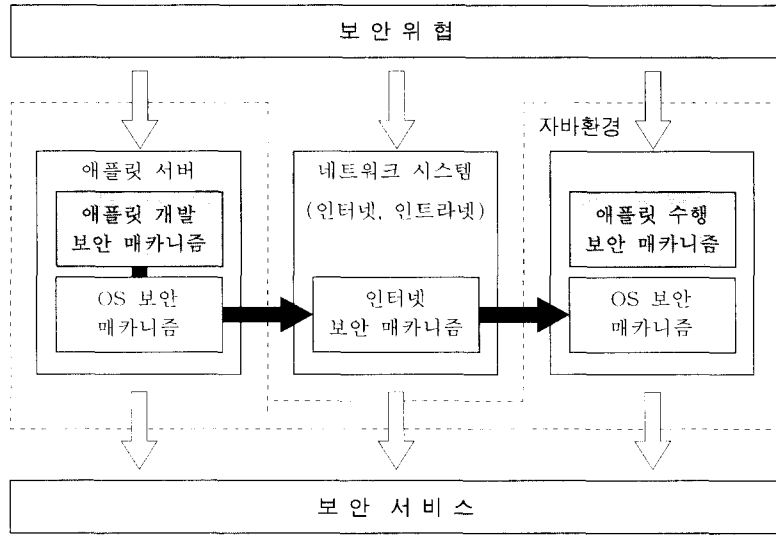 보안위협
자바환경
애플릿 서버
애플릿 개발
보안 매카니즘
OS 보안
매카니즘
네트워크 시스템
(인터넷, 인트라넷)
인터넷
보안 매카니즘
애플릿 수행
보안 매카니즘
OS 보안
매카니즘
보안 서비스